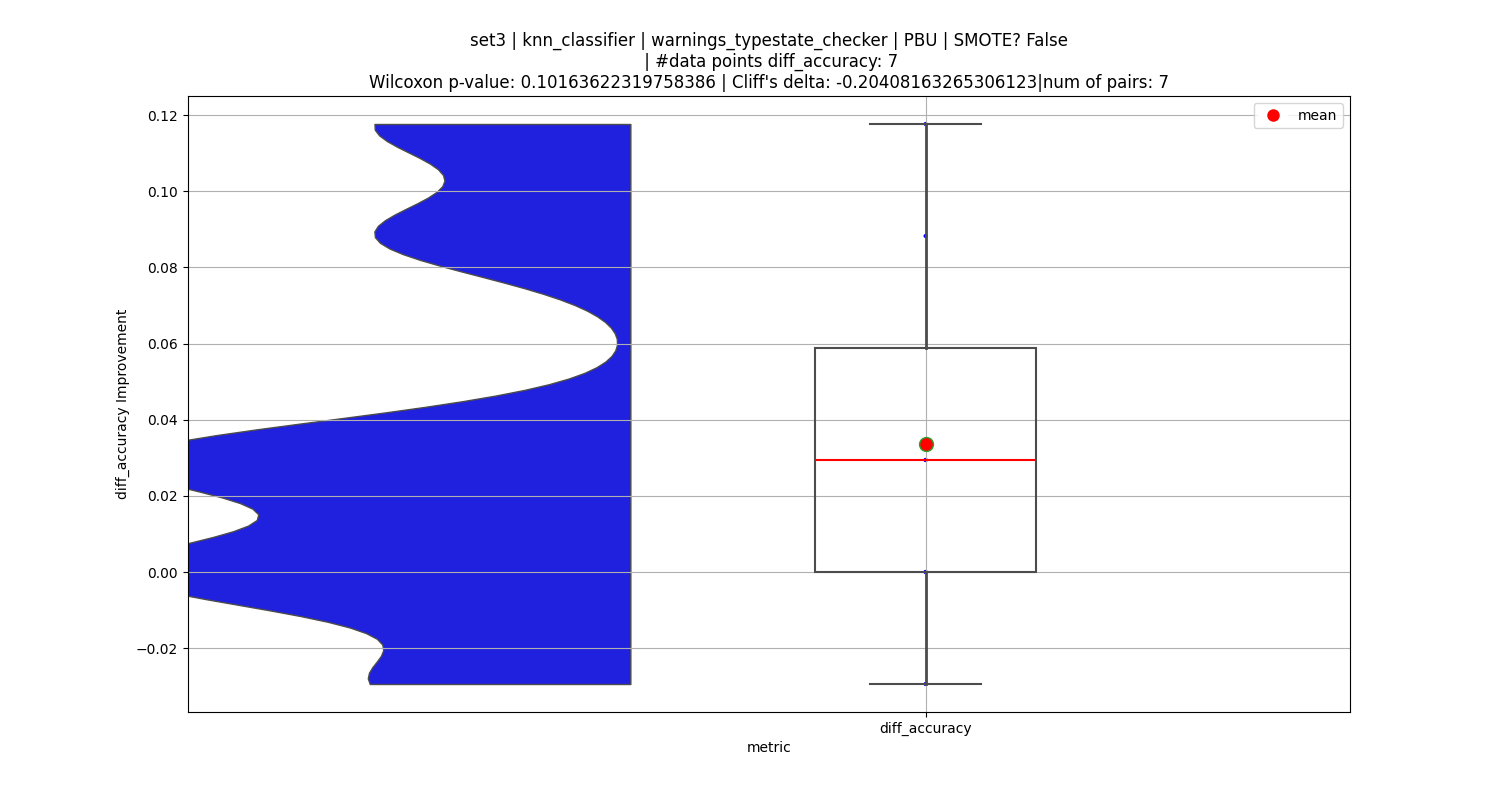 set3 | knn_classifier | warnings_typestate_checker | PBU | SMOTE? False
| #data points diff_accuracy: 7
Wilcoxon p-value: 0.10163622319758386 | Cliff's delta: -0.20408163265306123|num of pairs: 7
mean
0.12
0.10
0.08
0.06
0.04
0.02
0.00
−0.02
diff_accuracy Improvement
diff_accuracy
metric